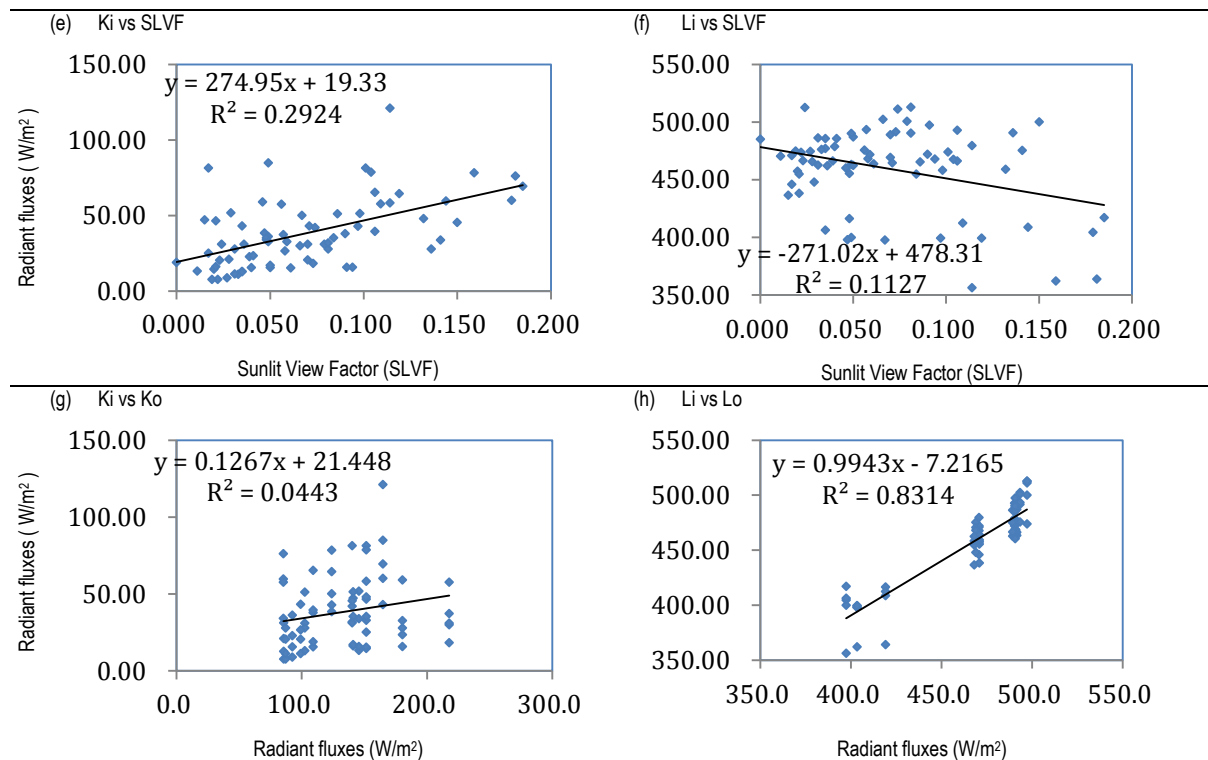 (e) Ki vs SLVF
150.00
100.00
50.00
0.00
Radiant fluxes ( W/m²)
y = 274.95x + 19.33
R² = 0.2924
0.000 0.050 0.100 0.150 0.200
Sunlit View Factor (SLVF)
(f) Li vs SLVF
550.00
500.00
450.00
400.00
350.00
y = -271.02x + 478.31
R² = 0.1127
0.000 0.050 0.100 0.150 0.200
Sunlit View Factor (SLVF)
(g) Ki vs Ko
150.00
100.00
50.00
0.00
Radiant fluxes ( W/m²)
y = 0.1267x + 21.448
R² = 0.0443
0.0 100.0 200.0 300.0
Radiant fluxes (W/m²)
(h) Li vs Lo
550.00
500.00
450.00
400.00
350.00
y = 0.9943x - 7.2165
R² = 0.8314
350.0 400.0 450.0 500.0 550.0
Radiant fluxes (W/m²)